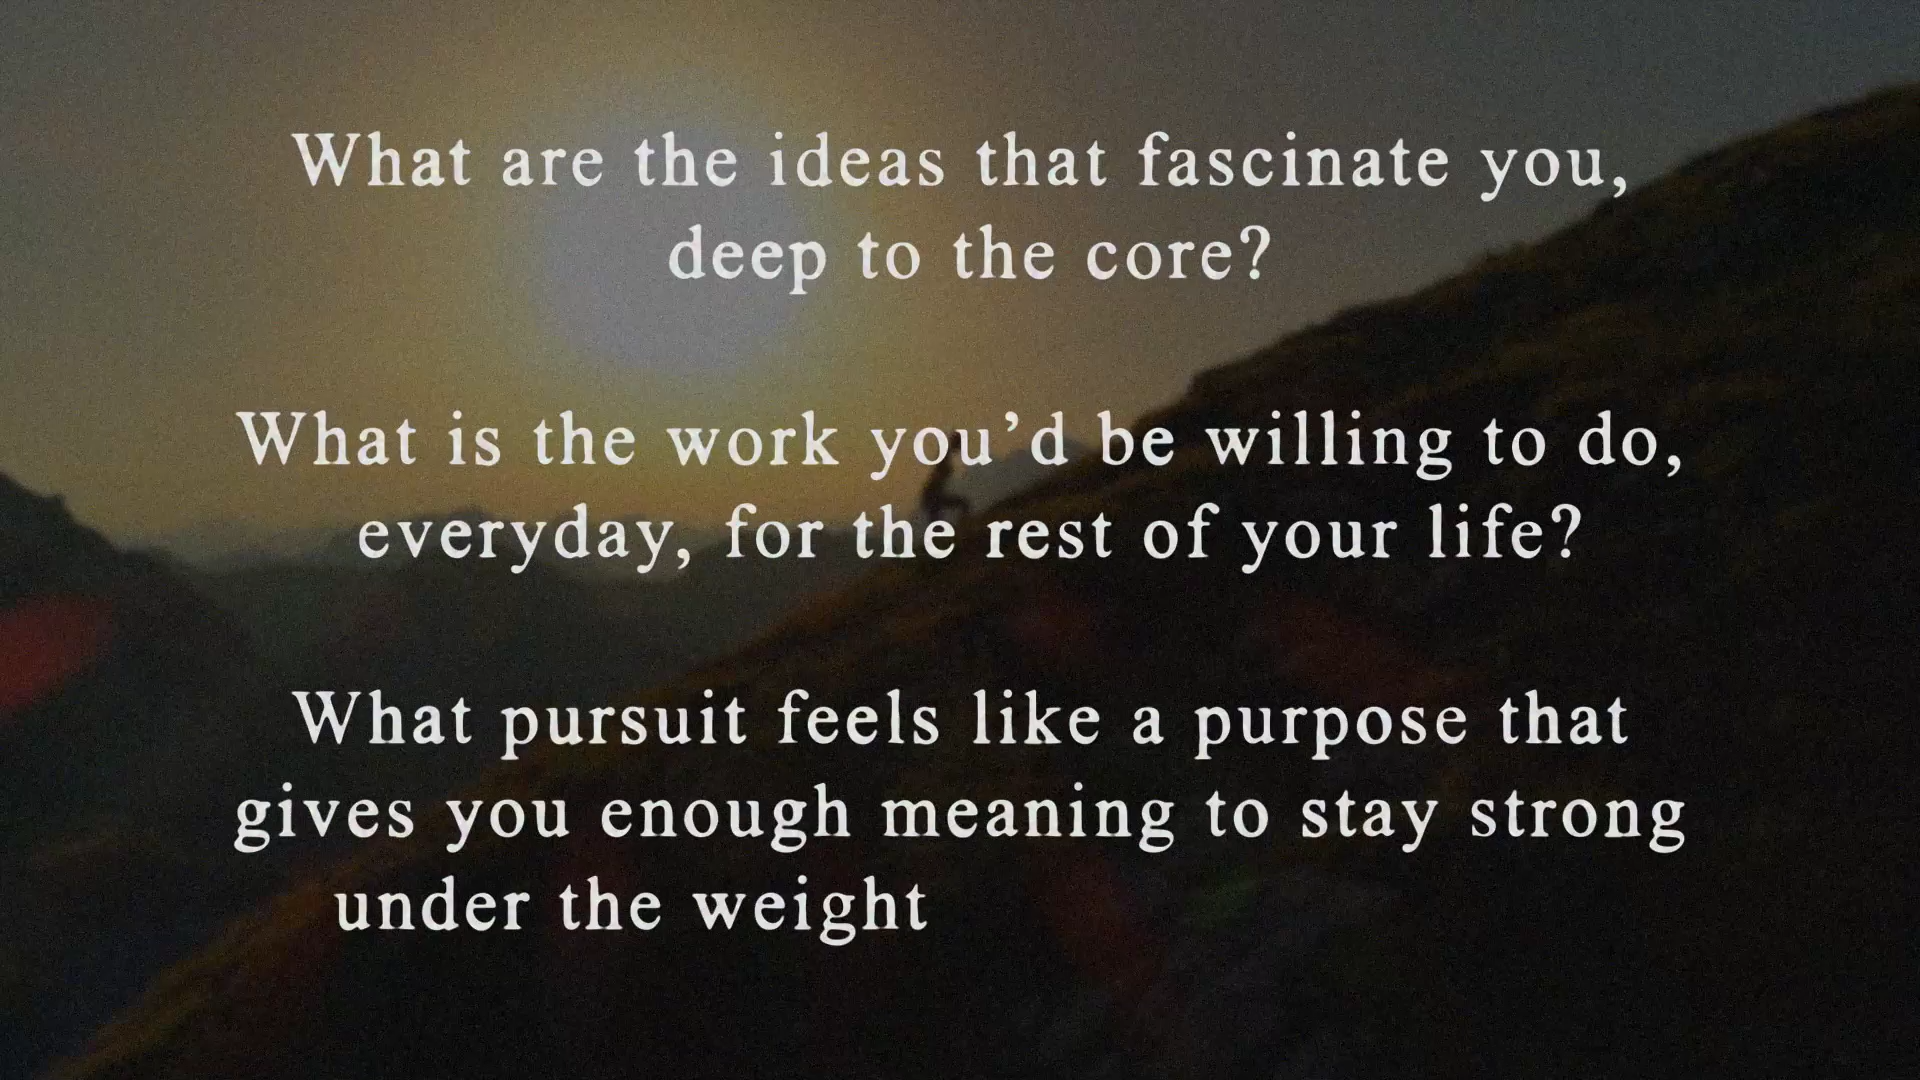 What are the ideas that fascinate you,
deep to the core?
What is the work you’d be willing to do,
everyday, for the rest of your life?
What pursuit feels like a purpose that
gives you enough meaning to stay strong
under the weight